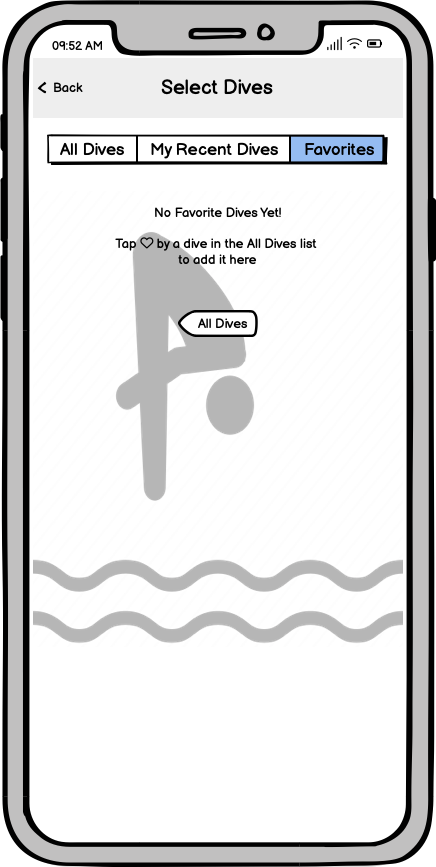 09:52 AM
Back
Select Dives
All Dives
My Recent Dives
Favorites
No Favorite Dives Yet!
Tap ♡ by a dive in the All Dives list
to add it here
All Dives